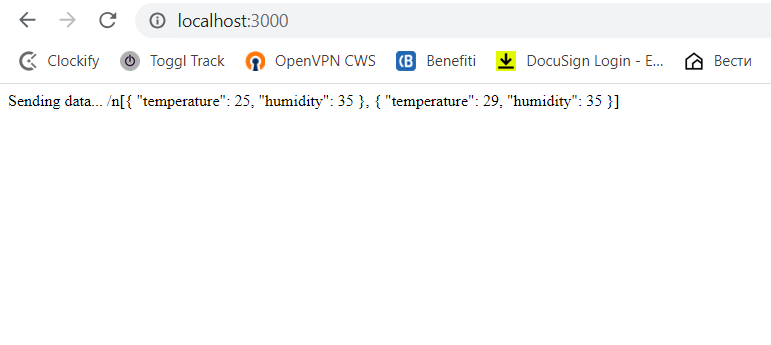 localhost:3000
Clockify Toggl Track OpenVPN CWS Benefiti DocuSign Login - E... Вести
Sending data... /n[{ "temperature": 25, "humidity": 35 }, { "temperature": 29, "humidity": 35 }]